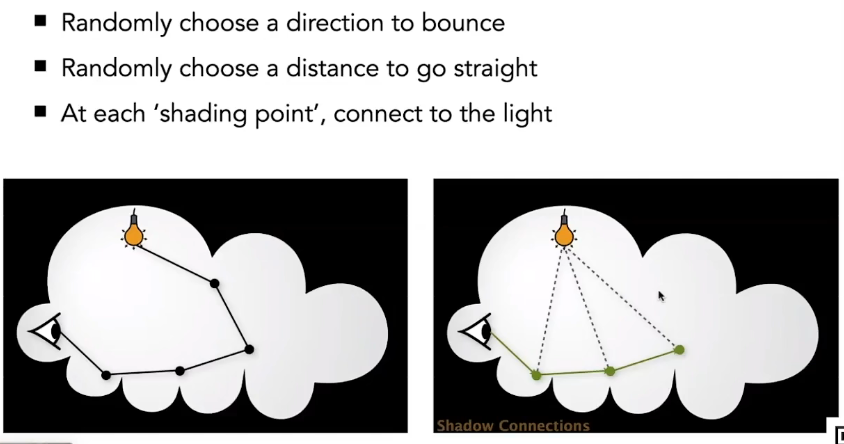 Randomly choose a direction to bounce
Randomly choose a distance to go straight
At each ‘shading point’, connect to the light
Shadow Connections